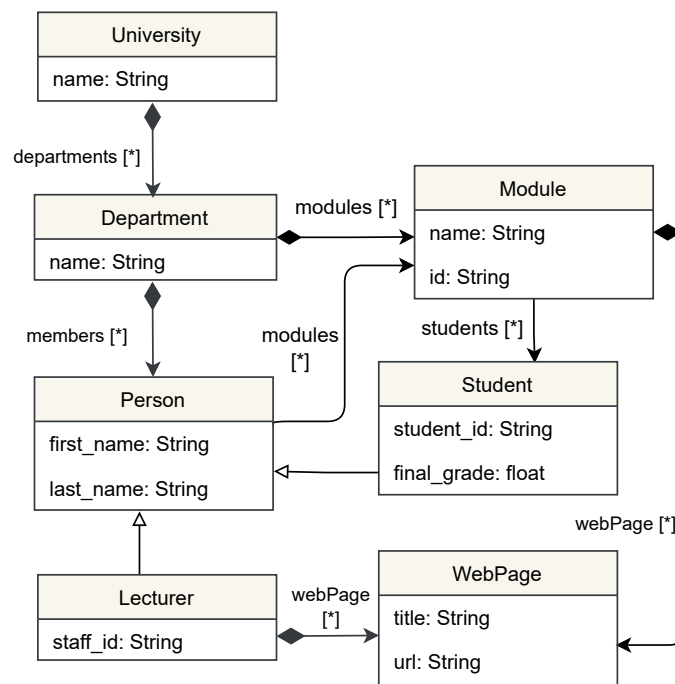 University
name: String
departments [*]
Department
name: String
modules [*]
Module
name: String
id: String
members [*]
modules
[*]
students [*]
Person
first_name: String
last_name: String
Student
student_id: String
final_grade: float
webPage [*]
Lecturer
staff_id: String
webPage
[*]
WebPage
title: String
url: String